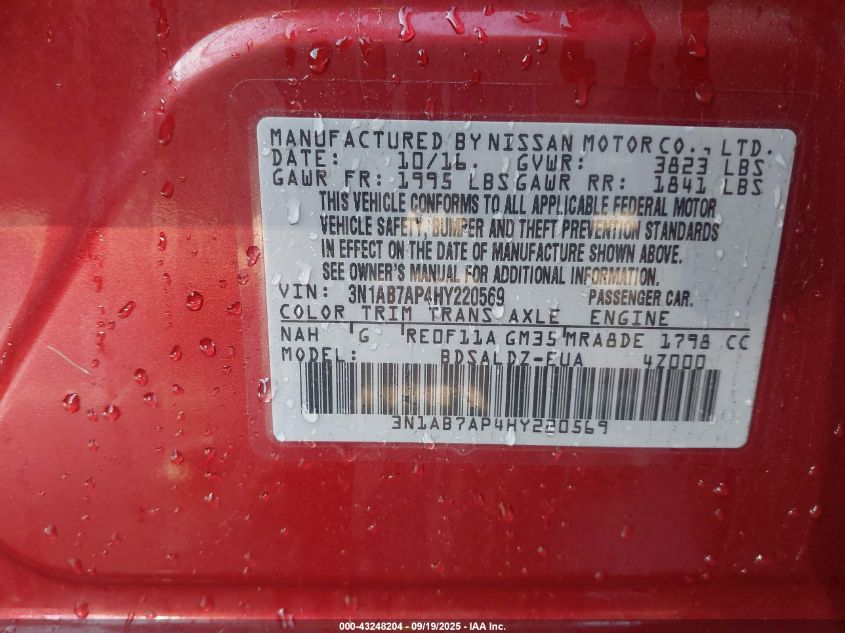 MANUFACTURED BY NISSAN MOTOR CO., LTD.
DATE: 10/16. GVWR: 3823 LBS
GAWR FR: 1995 LBS GAWR RR: 1841 LBS
THIS VEHICLE CONFORMS TO ALL APPLICABLE FEDERAL MOTOR
VEHICLE SAFETY, BUMPER AND THEFT PREVENTION STANDARDS
IN EFFECT ON THE DATE OF MANUFACTURE SHOWN ABOVE.
SEE OWNER'S MANUAL FOR ADDITIONAL INFORMATION.
VIN: 3N1AB7AP4HY220569 PASSENGER CAR.
COLOR TRIM TRANS AXLE ENGINE
NAH G RE0F11A GM35 MRA8DE 1798 CC
MODEL: BDSALDZ-EUA 4Z000
3N1AB7AP4HY220569
000-43248204 - 09/19/2025 - IAA Inc.